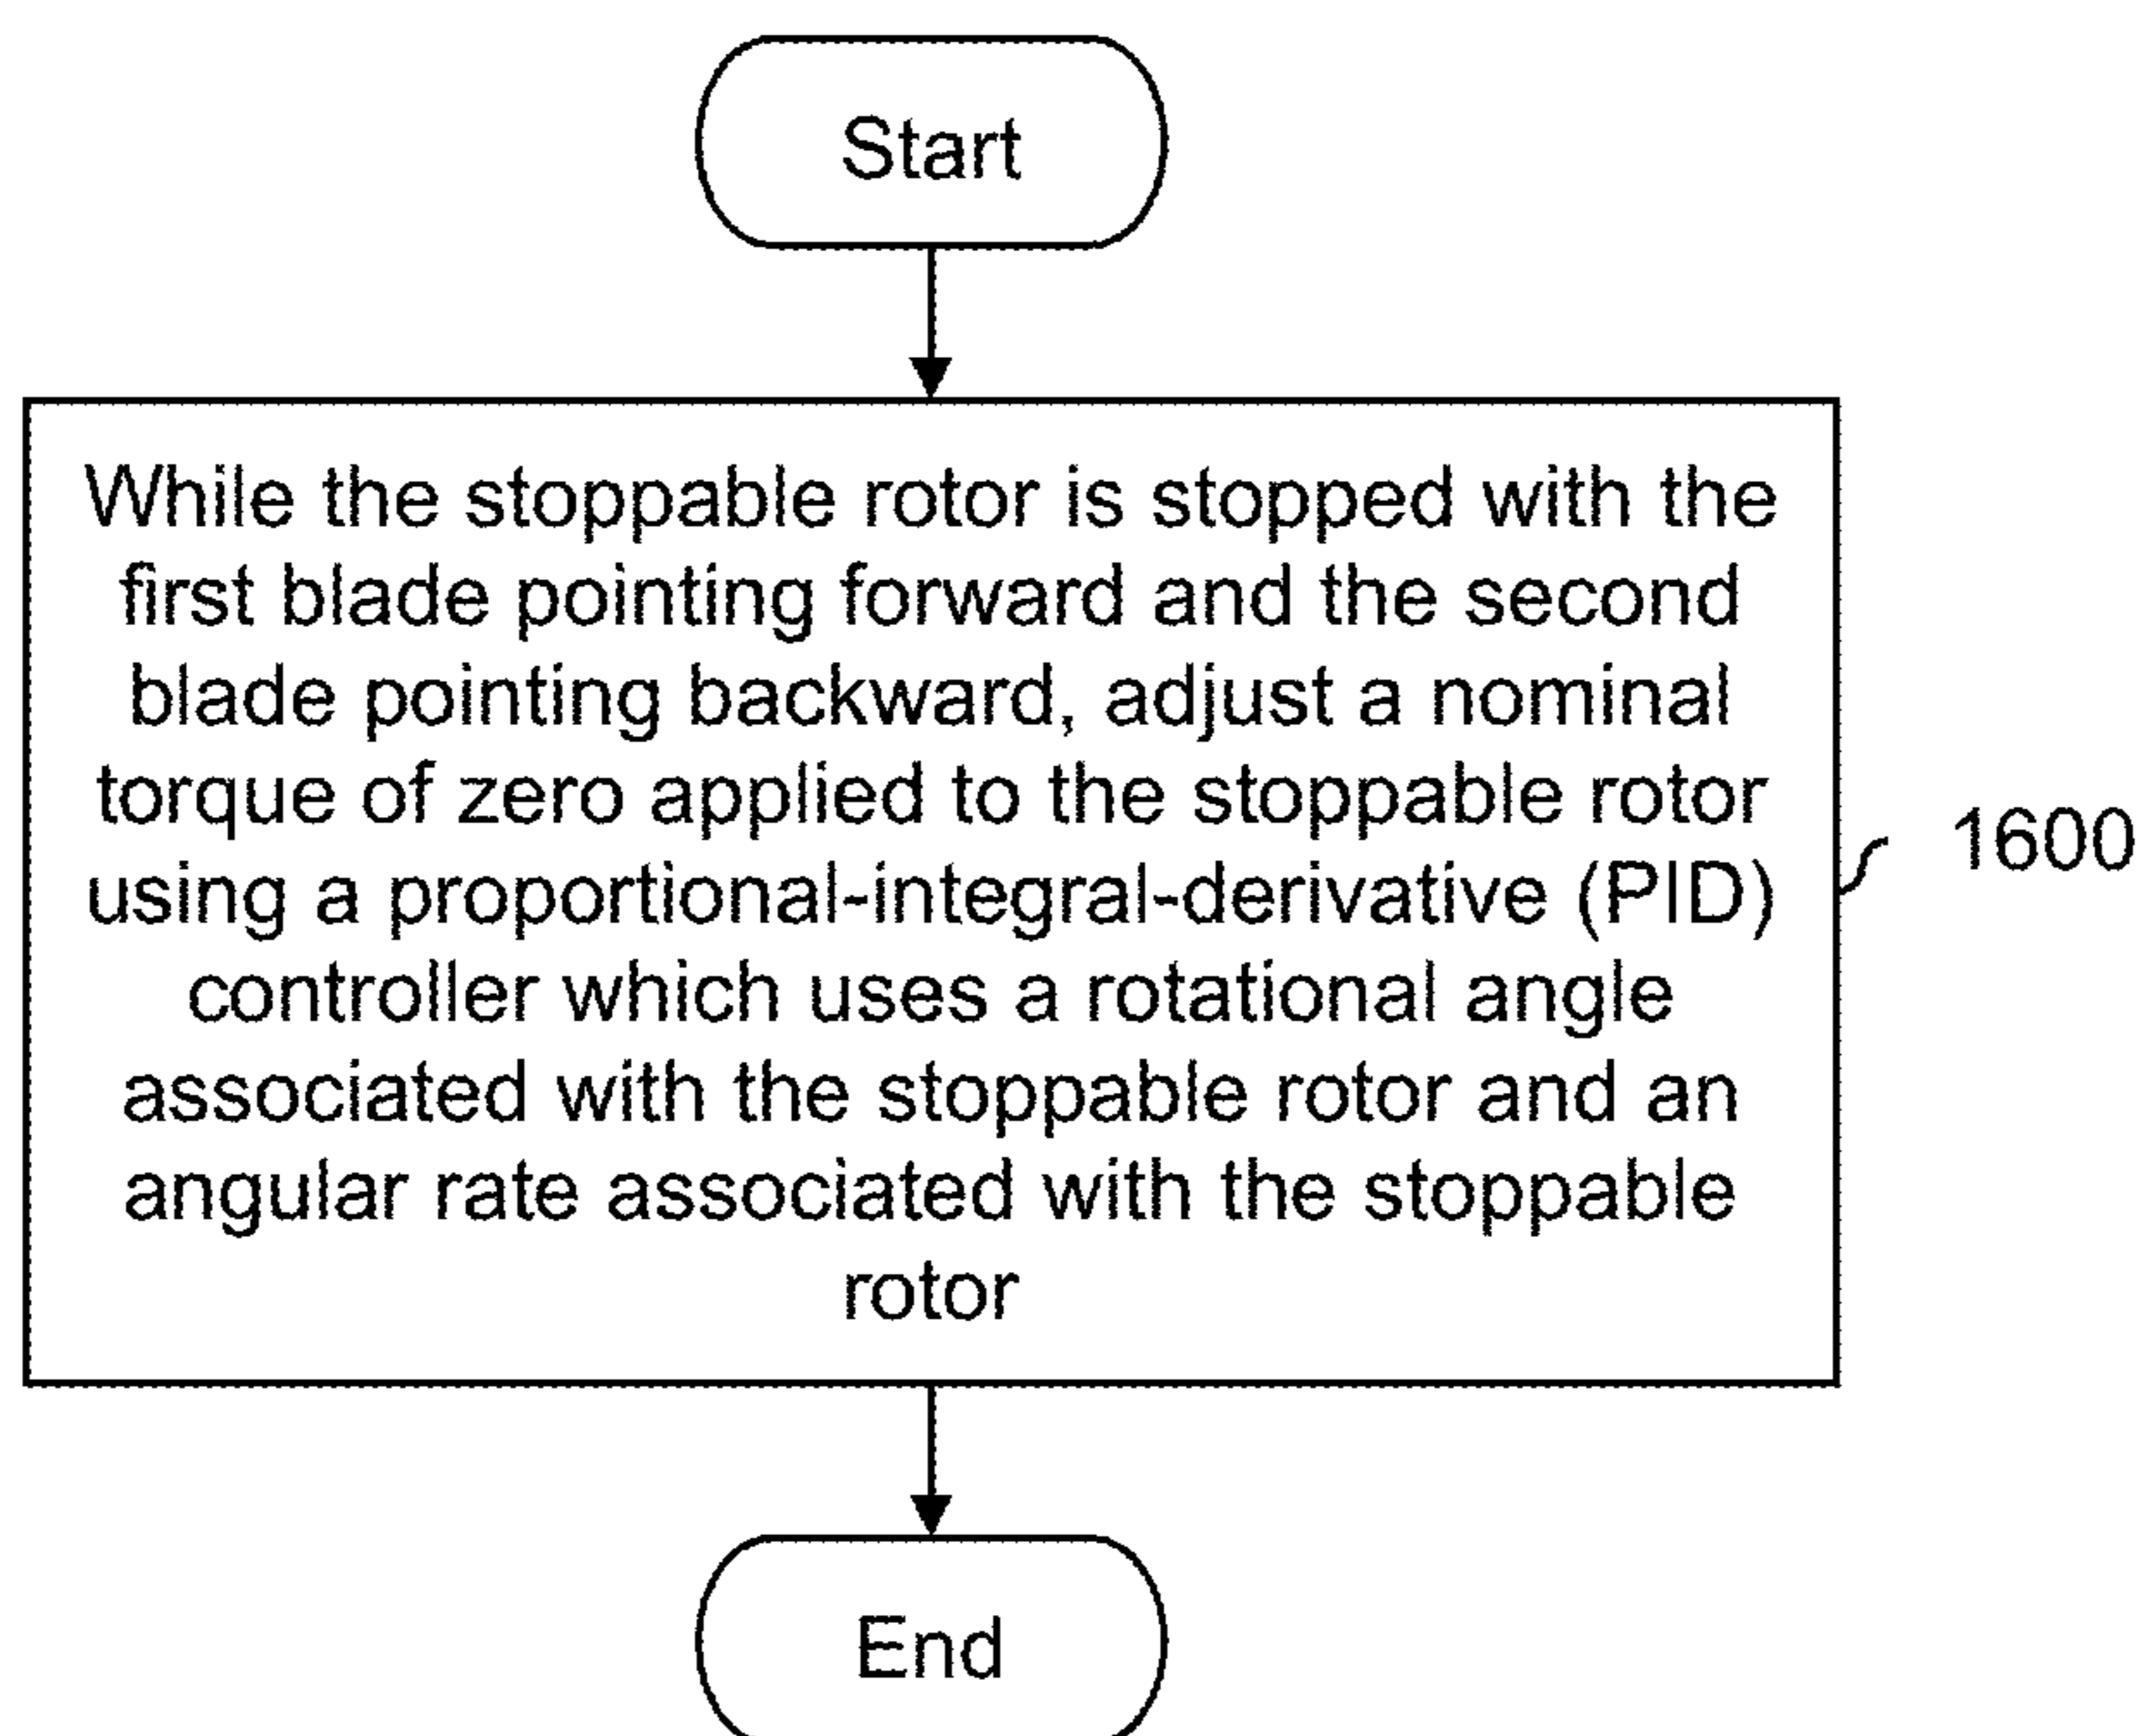 Start
While the stoppable rotor is stopped with the
first blade pointing forward and the second
blade pointing backward, adjust a nominal
torque of zero applied to the stoppable rotor
using a proportional-integral-derivative (PID)
controller which uses a rotational angle
associated with the stoppable rotor and an
angular rate associated with the stoppable
rotor
1600
End